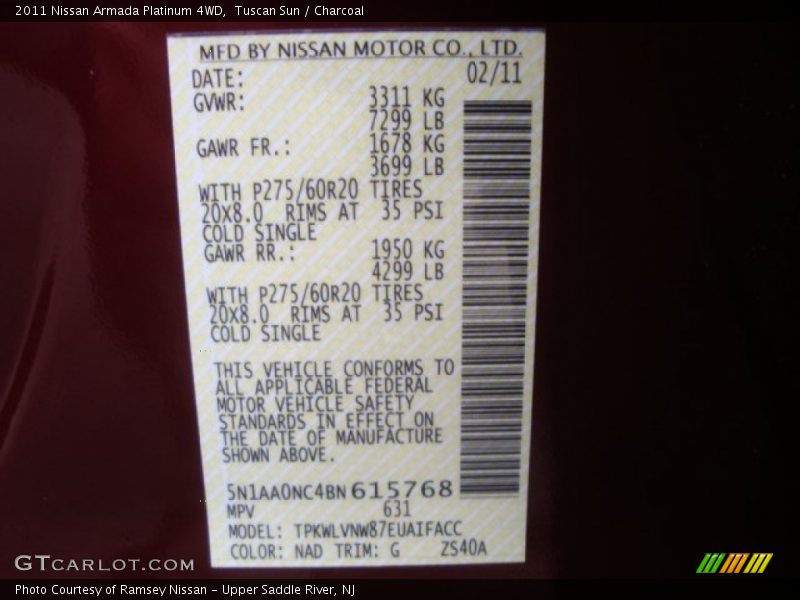 2011 Nissan Armada Platinum 4WD,  Tuscan Sun / Charcoal
MFD BY NISSAN MOTOR CO., LTD.
DATE: 02/11
GVWR: 3311 KG
7299 LB
GAWR FR.: 1678 KG
3699 LB
WITH P275/60R20 TIRES
20X8.0 RIMS AT 35 PSI
COLD SINGLE
GAWR RR.: 1950 KG
4299 LB
WITH P275/60R20 TIRES
20X8.0 RIMS AT 35 PSI
COLD SINGLE
THIS VEHICLE CONFORMS TO
ALL APPLICABLE FEDERAL
MOTOR VEHICLE SAFETY
STANDARDS IN EFFECT ON
THE DATE OF MANUFACTURE
SHOWN ABOVE.
5N1AA0NC4BN615768
MPV 631
MODEL: TPKWLVNW87EUAIFACC
COLOR: NAD TRIM: G ZS40A
GTCARLOT.COM
Photo Courtesy of Ramsey Nissan – Upper Saddle River, NJ